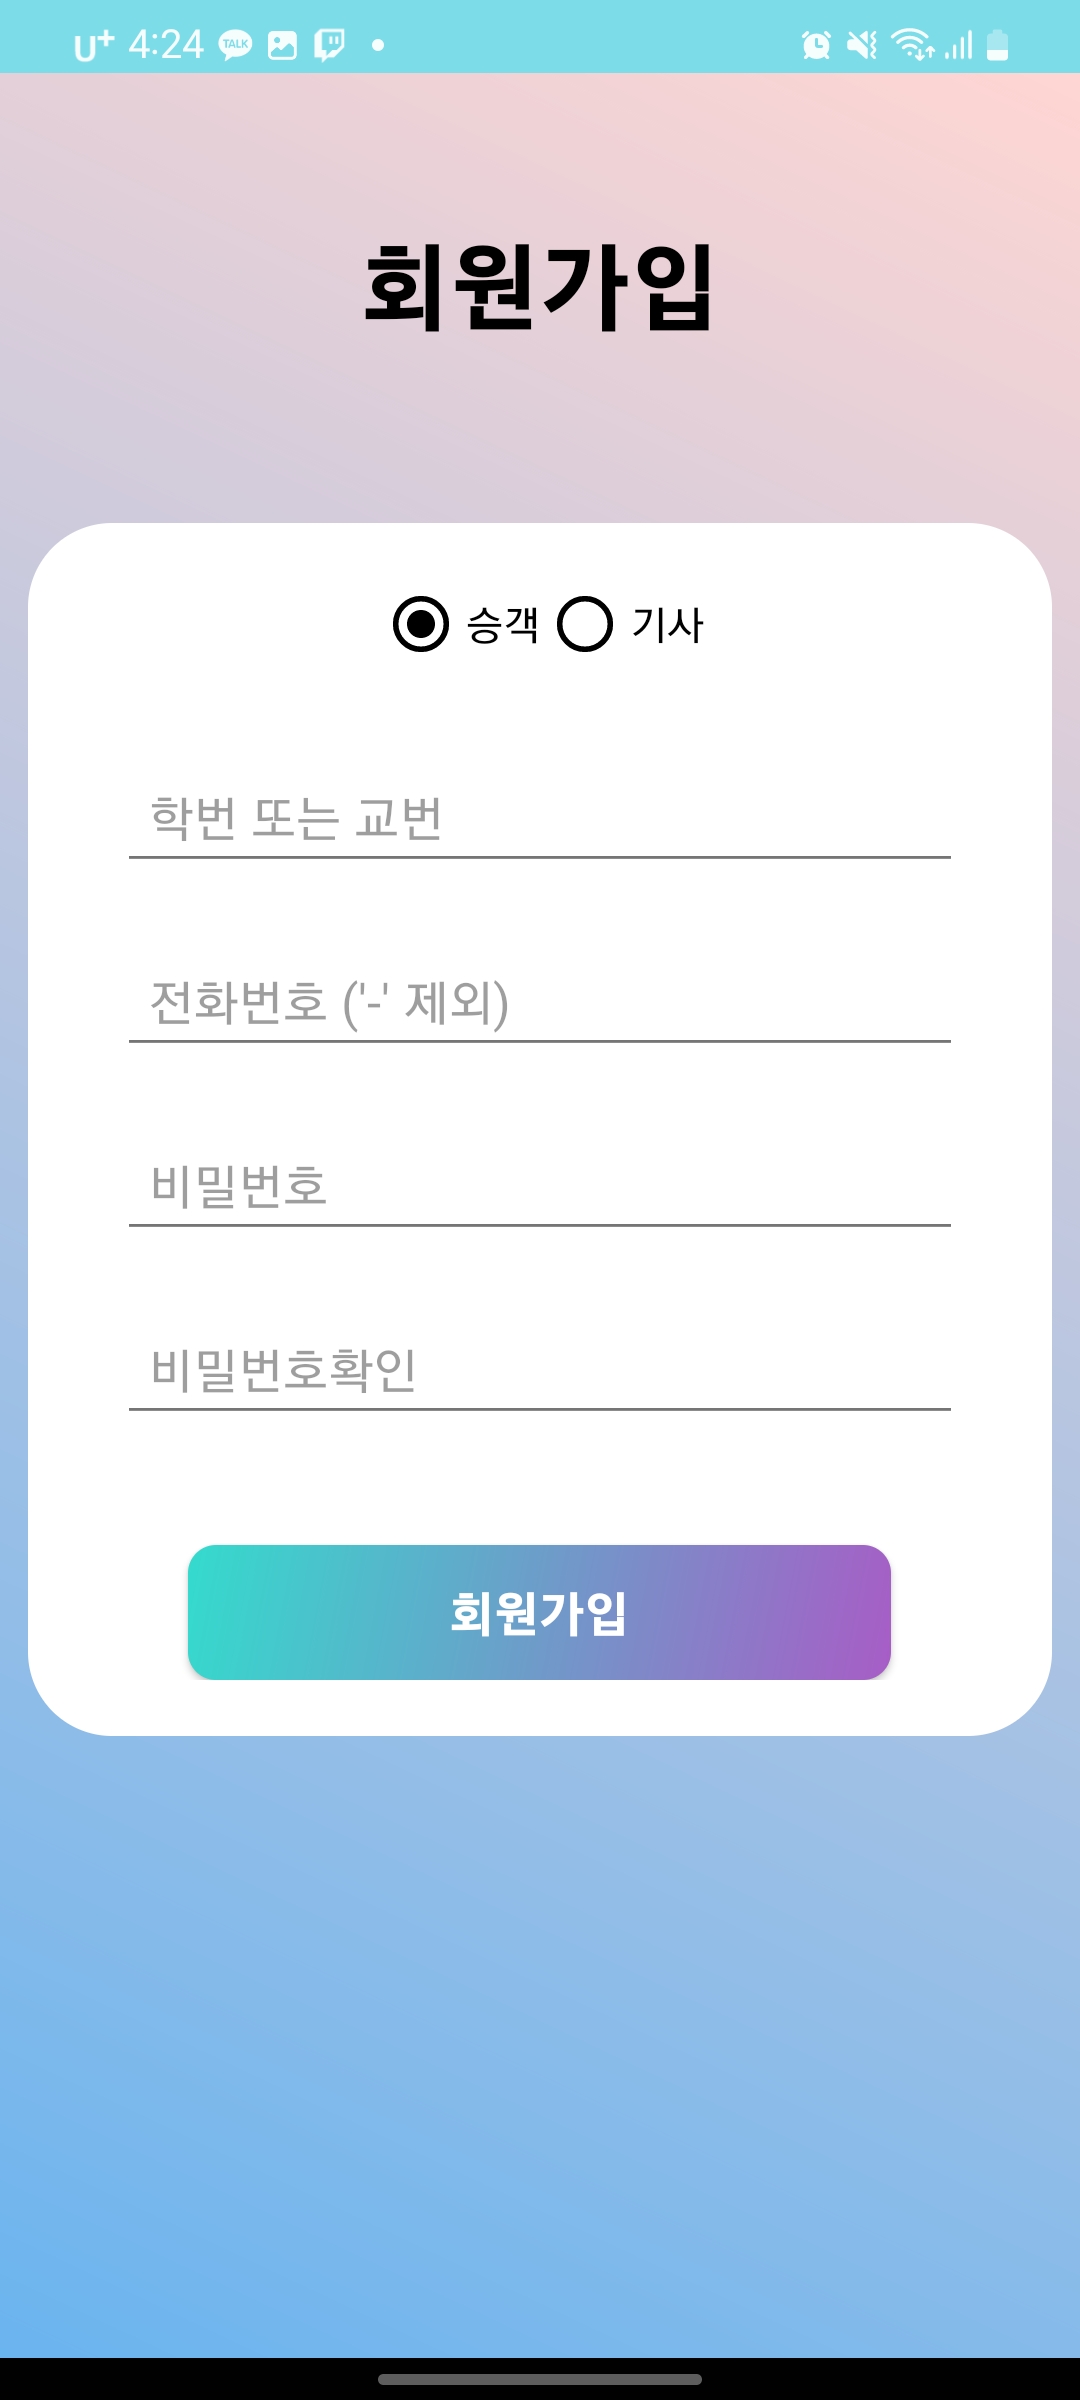 U+ 4:24 TALK
회원가입
승객 기사
학번 또는 교번
전화번호 ('-' 제외)
비밀번호
비밀번호확인
회원가입